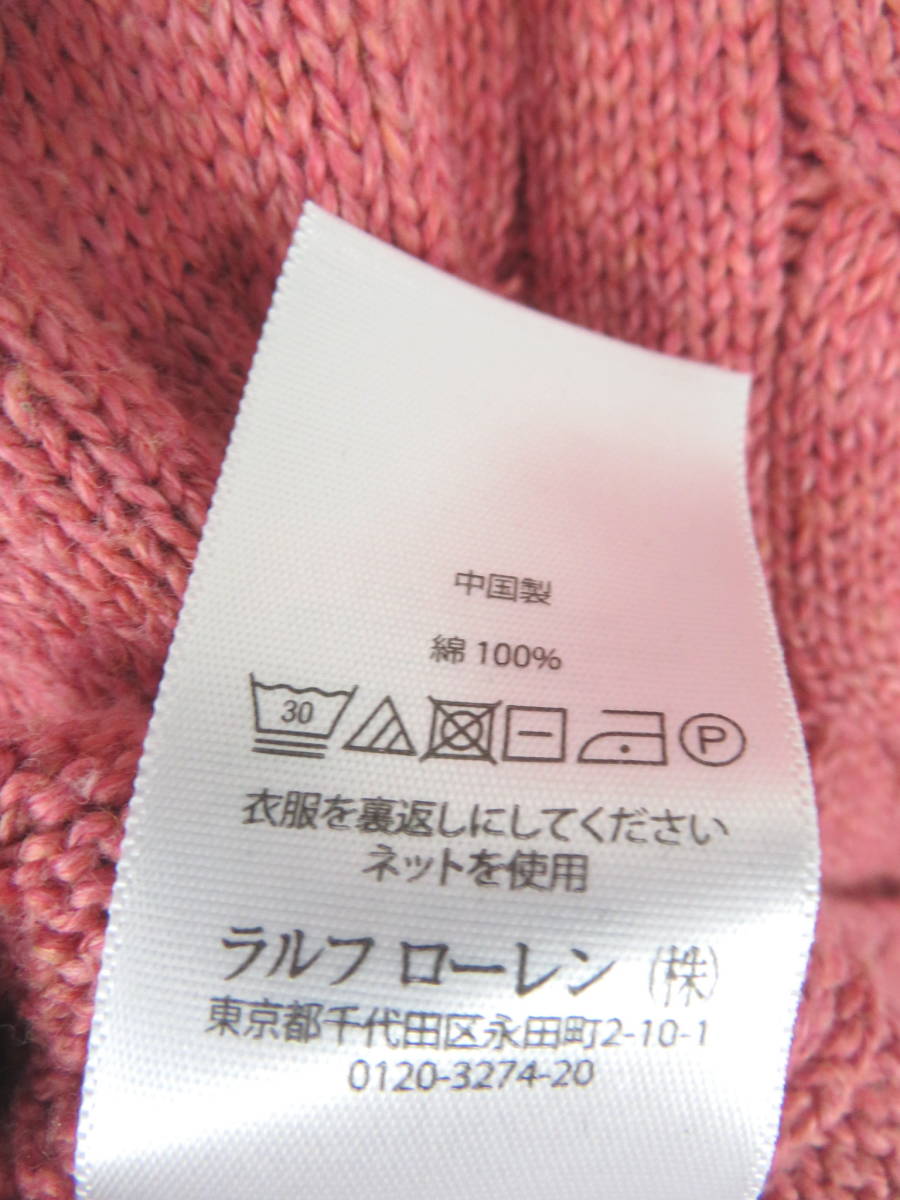 中国製
綿 100%
30 P
衣服を裏返しにしてください
ネットを使用
ラルフ ローレン ㈱
東京都千代田区永田町2-10-1
0120-3274-20